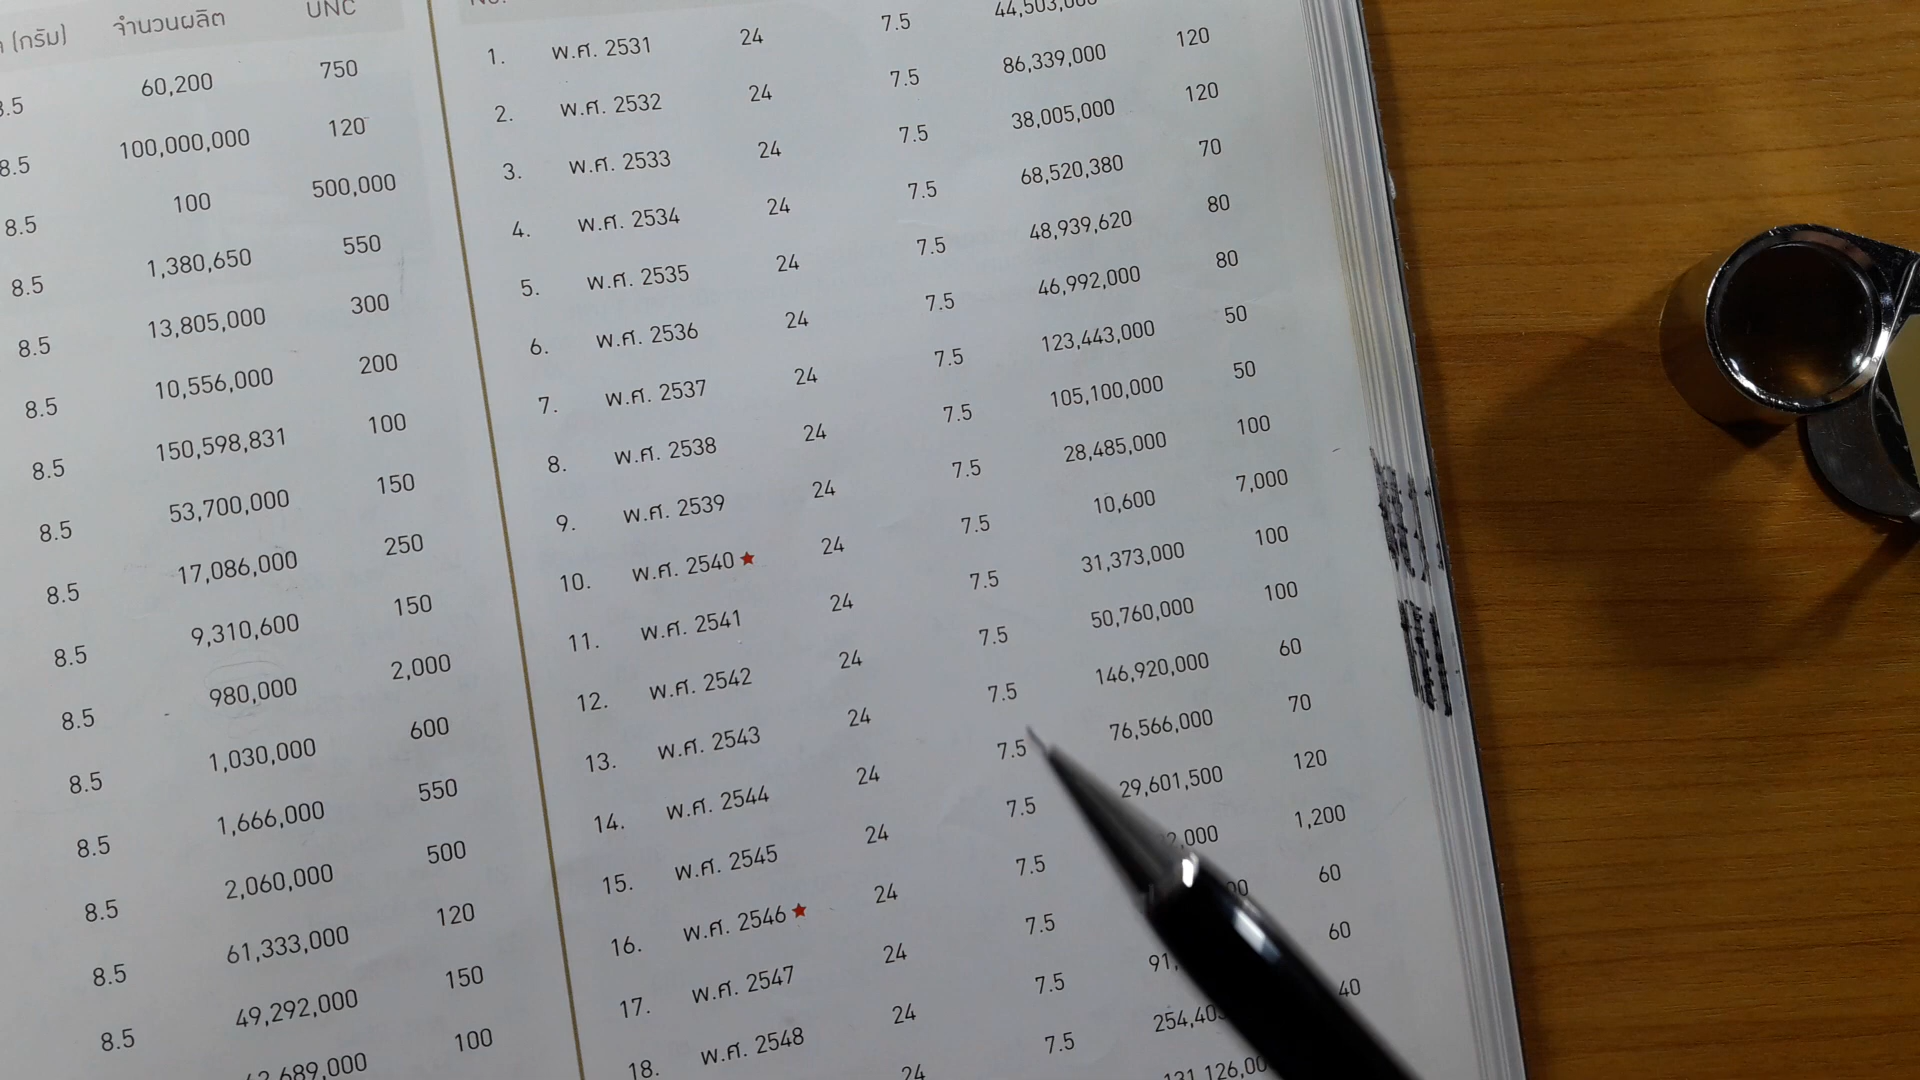 (กรัม) จำนวนผลิต UNC
8.5 60,200 750
8.5 100,000,000 120
8.5 100 500,000
8.5 1,380,650 550
8.5 13,805,000 300
8.5 10,556,000 200
8.5 150,598,831 100
8.5 53,700,000 150
8.5 17,086,000 250
8.5 9,310,600 150
8.5 980,000 2,000
8.5 1,030,000 600
8.5 1,666,000 550
8.5 2,060,000 500
8.5 61,333,000 120
8.5 49,292,000 150
100
No.
1. พ.ศ. 2531 24 7.5 44,503,000
2. พ.ศ. 2532 24 7.5 86,339,000 120
3. พ.ศ. 2533 24 7.5 38,005,000 120
4. พ.ศ. 2534 24 7.5 68,520,380 70
5. พ.ศ. 2535 24 7.5 48,939,620 80
6. พ.ศ. 2536 24 7.5 46,992,000 80
7. พ.ศ. 2537 24 7.5 123,443,000 50
8. พ.ศ. 2538 24 7.5 105,100,000 50
9. พ.ศ. 2539 24 7.5 28,485,000 100
10. พ.ศ. 2540 ★ 24 7.5 10,600 7,000
11. พ.ศ. 2541 24 7.5 31,373,000 100
12. พ.ศ. 2542 24 7.5 50,760,000 100
13. พ.ศ. 2543 24 7.5 146,920,000 60
14. พ.ศ. 2544 24 7.5 76,566,000 70
15. พ.ศ. 2545 24 7.5 29,601,500 120
16. พ.ศ. 2546 ★ 24 7.5 1,200
17. พ.ศ. 2547 24 7.5 60
18. พ.ศ. 2548 24 7.5 60
24 7.5 40